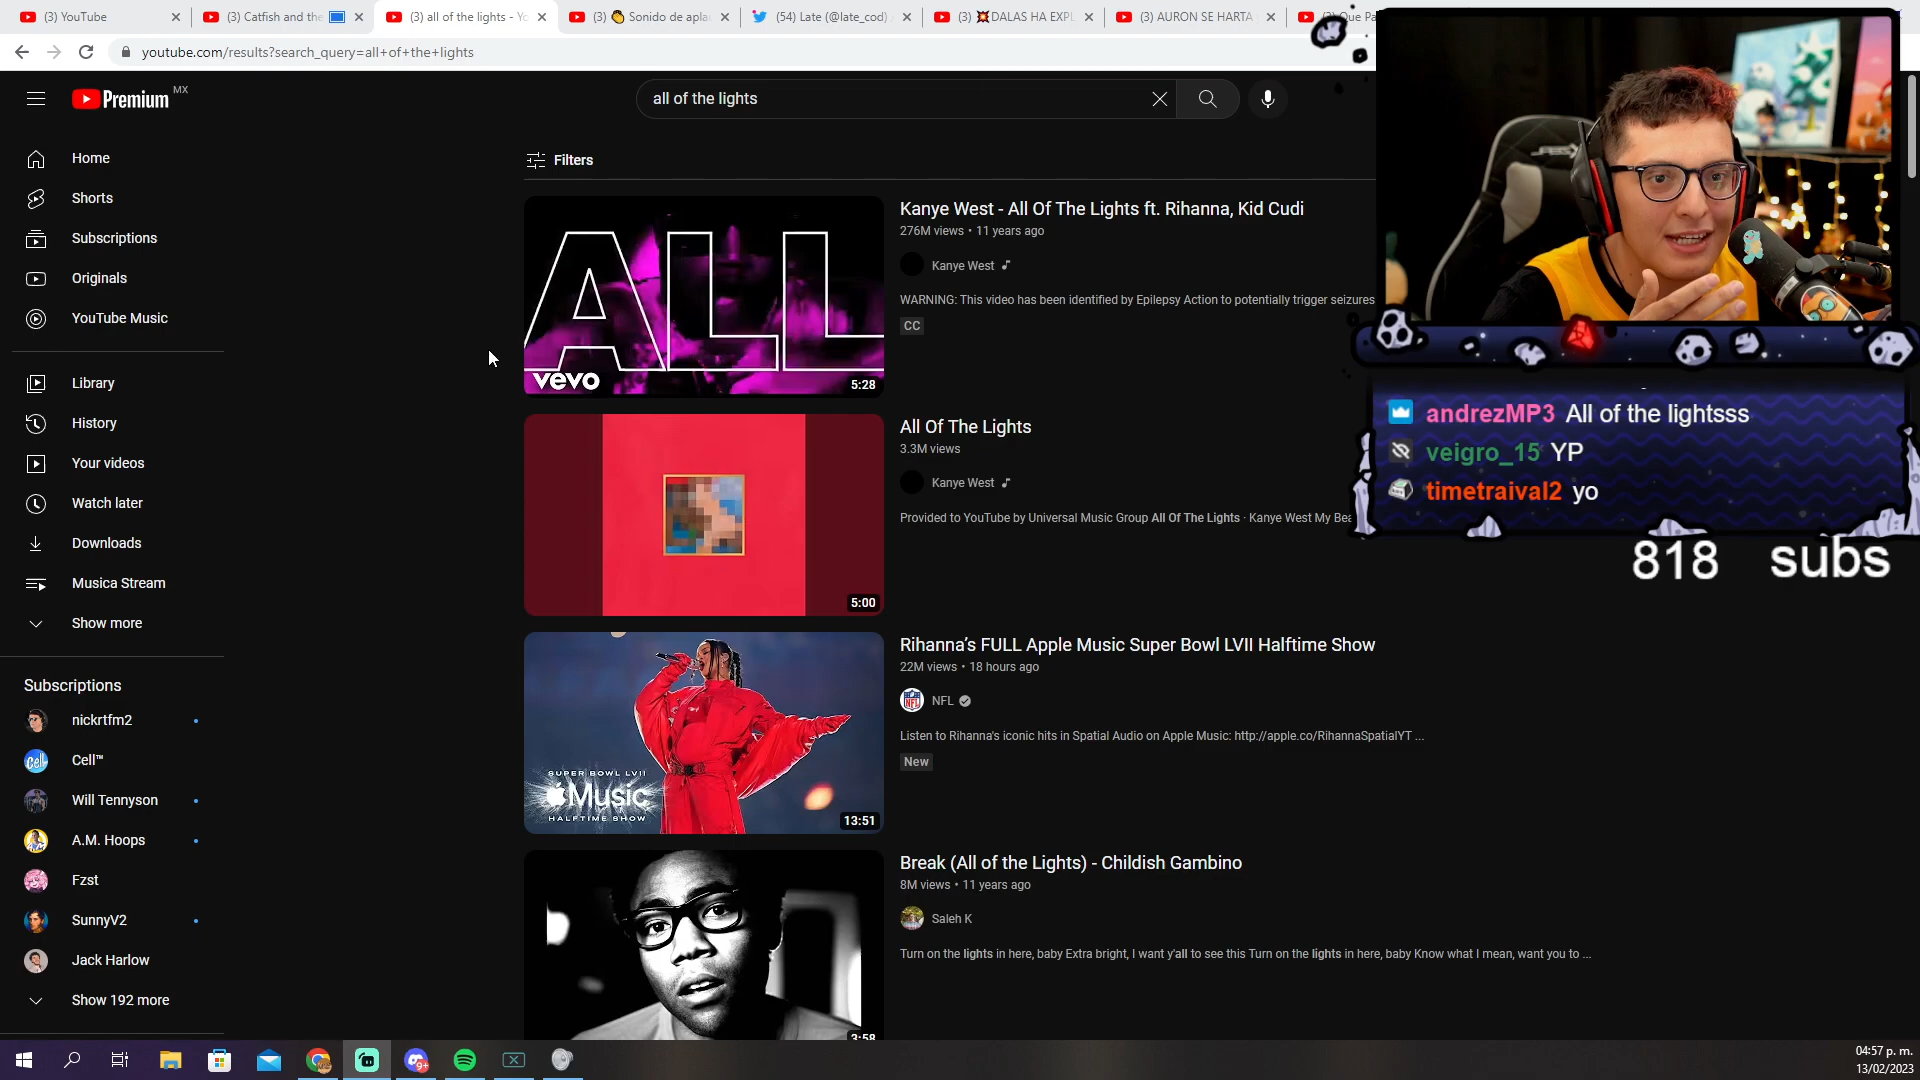 (3) YouTube
(3) Catfish and the
(3) all of the lights - Yo
(3) Sonido de apla
(54) Late (@late_cod)
(3) DALAS HA EXPL
(3) AURON SE HARTA
youtube.com/results?search_query=all+of+the+lights
Premium MX
all of the lights
Home
Shorts
Subscriptions
Originals
YouTube Music
Library
History
Your videos
Watch later
Downloads
Musica Stream
Show more
Subscriptions
nickrtfm2
Cell™
Will Tennyson
A.M. Hoops
Fzst
SunnyV2
Jack Harlow
Show 192 more
Filters
ALL
vevo
5:28
Kanye West - All Of The Lights ft. Rihanna, Kid Cudi
276M views • 11 years ago
Kanye West
WARNING: This video has been identified by Epilepsy Action to potentially trigger seizures
CC
5:00
All Of The Lights
3.3M views
Kanye West
Provided to YouTube by Universal Music Group All Of The Lights · Kanye West My Bea
SUPER BOWL LVII
Music
HALFTIME SHOW
13:51
Rihanna’s FULL Apple Music Super Bowl LVII Halftime Show
22M views • 18 hours ago
NFL
Listen to Rihanna's iconic hits in Spatial Audio on Apple Music: http://apple.co/RihannaSpatialYT ...
New
3:58
Break (All of the Lights) - Childish Gambino
8M views • 11 years ago
Saleh K
Turn on the lights in here, baby Extra bright, I want y'all to see this Turn on the lights in here, baby Know what I mean, want you to ...
andrezMP3 All of the lightsss
veigro_15 YP
timetraival2 yo
818 subs
9+
04:57 p. m.
13/02/2023